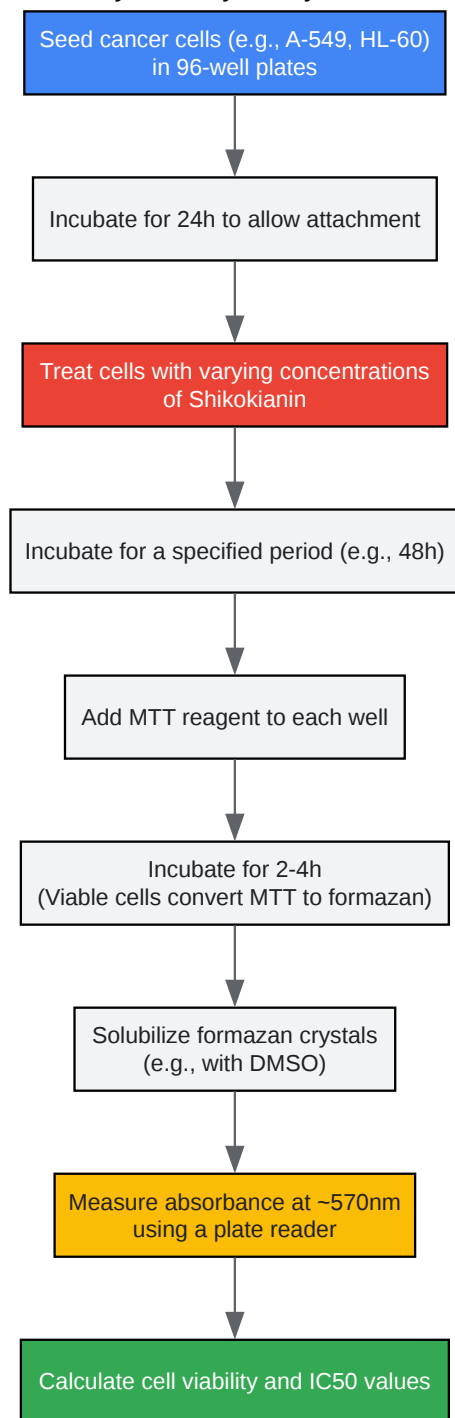 Seed cancer cells (e.g., A-549, HL-60)
in 96-well plates
Incubate for 24h to allow attachment
Treat cells with varying concentrations
of Shikokianin
Incubate for a specified period (e.g., 48h)
Add MTT reagent to each well
Incubate for 2-4h
(Viable cells convert MTT to formazan)
Solubilize formazan crystals
(e.g., with DMSO)
Measure absorbance at ~570nm
using a plate reader
Calculate cell viability and IC50 values